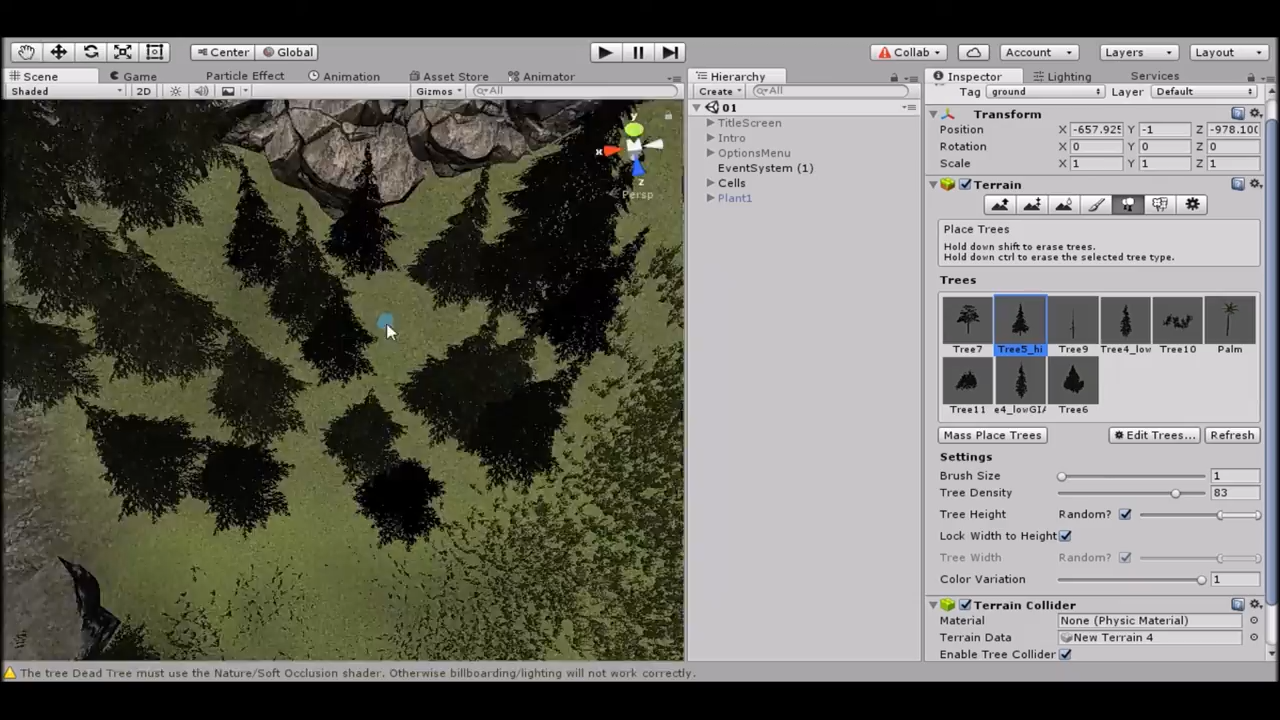 Center Global Collab Account Layers Layout
Scene Game Particle Effect Animation Asset Store Animator
Shaded 2D Gizmos All
y
x
z
Persp
Hierarchy
Create All
01
TitleScreen
Intro
OptionsMenu
EventSystem (1)
Cells
Plant1
Inspector Lighting Services
Tag ground Layer Default
Transform
Position X -657.925 Y -1 Z -978.100
Rotation X 0 Y 0 Z 0
Scale X 1 Y 1 Z 1
Terrain
Place Trees
Hold down shift to erase trees.
Hold down ctrl to erase the selected tree type.
Trees
Tree7 Tree5_hi Tree9 Tree4_low Tree10 Palm
Tree11 e4_lowGIA Tree6
Mass Place Trees Edit Trees... Refresh
Settings
Brush Size 1
Tree Density 83
Tree Height Random?
Lock Width to Height
Tree Width Random?
Color Variation 1
Terrain Collider
Material None (Physic Material)
Terrain Data New Terrain 4
Enable Tree Collider
The tree Dead Tree must use the Nature/Soft Occlusion shader. Otherwise billboarding/lighting will not work correctly.